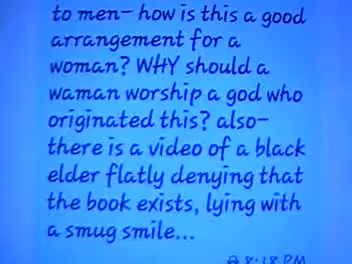 to men- how is this a good
arrangement for a
woman? WHY should a
waman worship a god who
originated this? also-
there is a video of a black
elder flatly denying that
the book exists, lying with
a smug smile...
8:18 PM